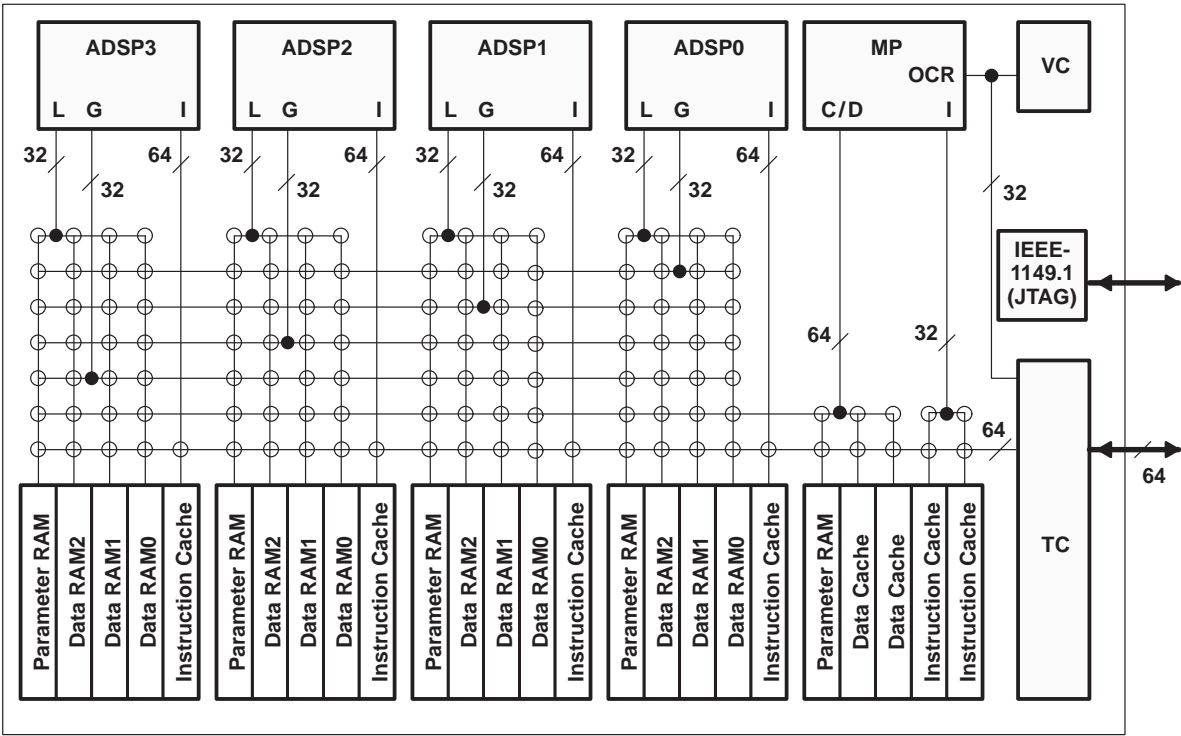 ADSP3
ADSP2
ADSP1
ADSP0
MP
VC
OCR
L G I
L G I
L G I
L G I
C/D I
32 64
32 64
32 64
32 64
32
32
32
32
32
IEEE-
1149.1
(JTAG)
64
32
64
64
Parameter RAM
Data RAM2
Data RAM1
Data RAM0
Instruction Cache
Parameter RAM
Data RAM2
Data RAM1
Data RAM0
Instruction Cache
Parameter RAM
Data RAM2
Data RAM1
Data RAM0
Instruction Cache
Parameter RAM
Data RAM2
Data RAM1
Data RAM0
Instruction Cache
Parameter RAM
Data Cache
Data Cache
Instruction Cache
Instruction Cache
TC